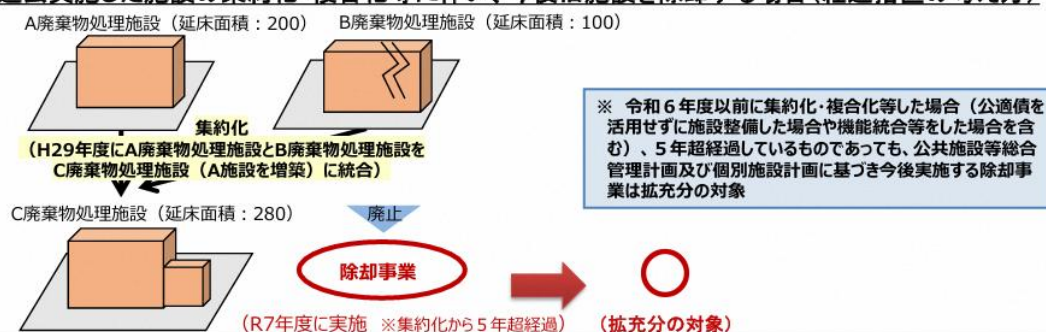 A廃棄物処理施設（延床面積：200）
B廃棄物処理施設（延床面積：100）
集約化
（H29年度にA廃棄物処理施設とB廃棄物処理施設を
C廃棄物処理施設（A施設を増築）に統合）
※　令和６年度以前に集約化・複合化等した場合（公適債を
活用せずに施設整備した場合や機能統合等をした場合を含
む）、５年超経過しているものであっても、公共施設等総合
管理計画及び個別施設計画に基づき今後実施する除却事
業は拡充分の対象
C廃棄物処理施設（延床面積：280）
廃止
除却事業
（R7年度に実施　※集約化から５年超経過）
（拡充分の対象）